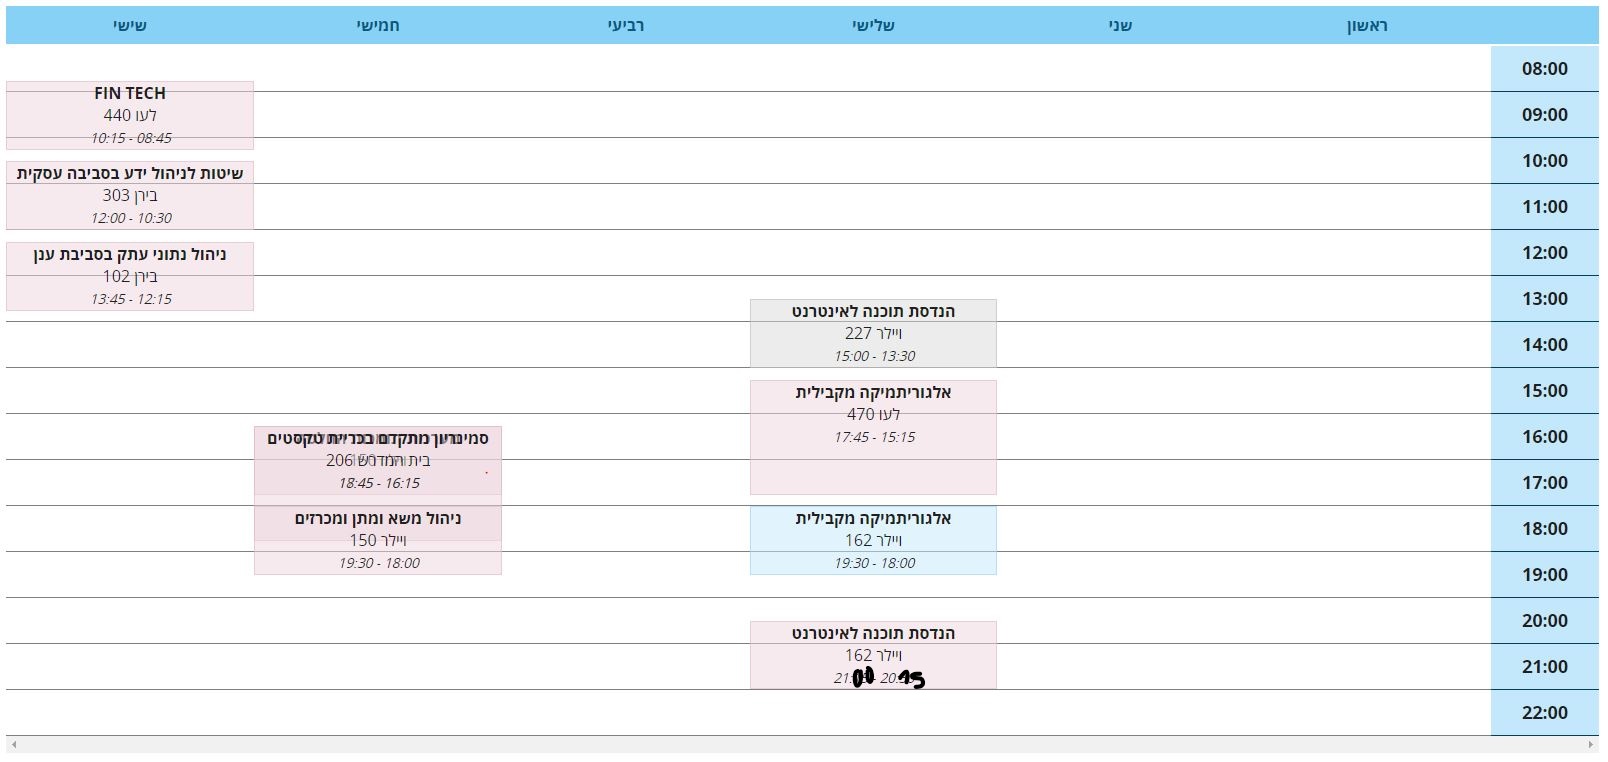 ראשון
שני
שלישי
רביעי
חמישי
שישי
08:00
09:00
10:00
11:00
12:00
13:00
14:00
15:00
16:00
17:00
18:00
19:00
20:00
21:00
22:00
הנדסת תוכנה לאינטרנט
ויילר 227
15:00 - 13:30
אלגוריתמיקה מקבילית
לעו 470
17:45 - 15:15
אלגוריתמיקה מקבילית
ויילר 162
19:30 - 18:00
הנדסת תוכנה לאינטרנט
ויילר 162
00 15
סמינריון מתקדם בכריית טקסטים
בית המדרש 206
18:45 - 16:15
ניהול משא ומתן ומכרזים
ויילר 150
19:30 - 18:00
FIN TECH
לעו 440
10:15 - 08:45
שיטות לניהול ידע בסביבה עסקית
בירן 303
12:00 - 10:30
ניהול נתוני עתק בסביבת ענן
בירן 102
13:45 - 12:15